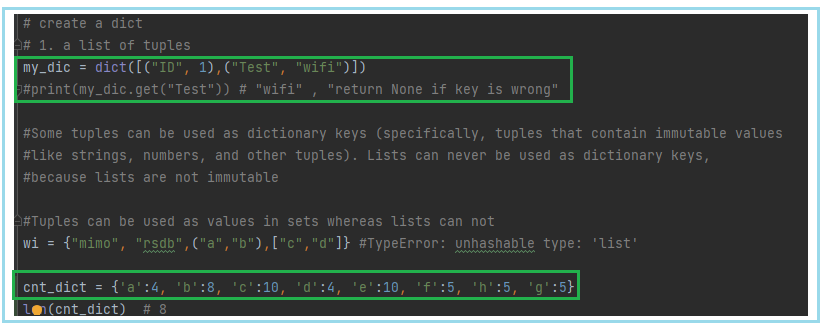 # create a dict
# 1. a list of tuples
my_dic = dict([("ID", 1),("Test", "wifi")])
#print(my_dic.get("Test")) # "wifi" , "return None if key is wrong"
#Some tuples can be used as dictionary keys (specifically, tuples that contain immutable values
#like strings, numbers, and other tuples). Lists can never be used as dictionary keys,
#because lists are not immutable
#Tuples can be used as values in sets whereas lists can not
wi = {"mimo", "rsdb",("a","b"),["c","d"]} #TypeError: unhashable type: 'list'
cnt_dict = {'a':4, 'b':8, 'c':10, 'd':4, 'e':10, 'f':5, 'h':5, 'g':5}
(cnt_dict)  # 8